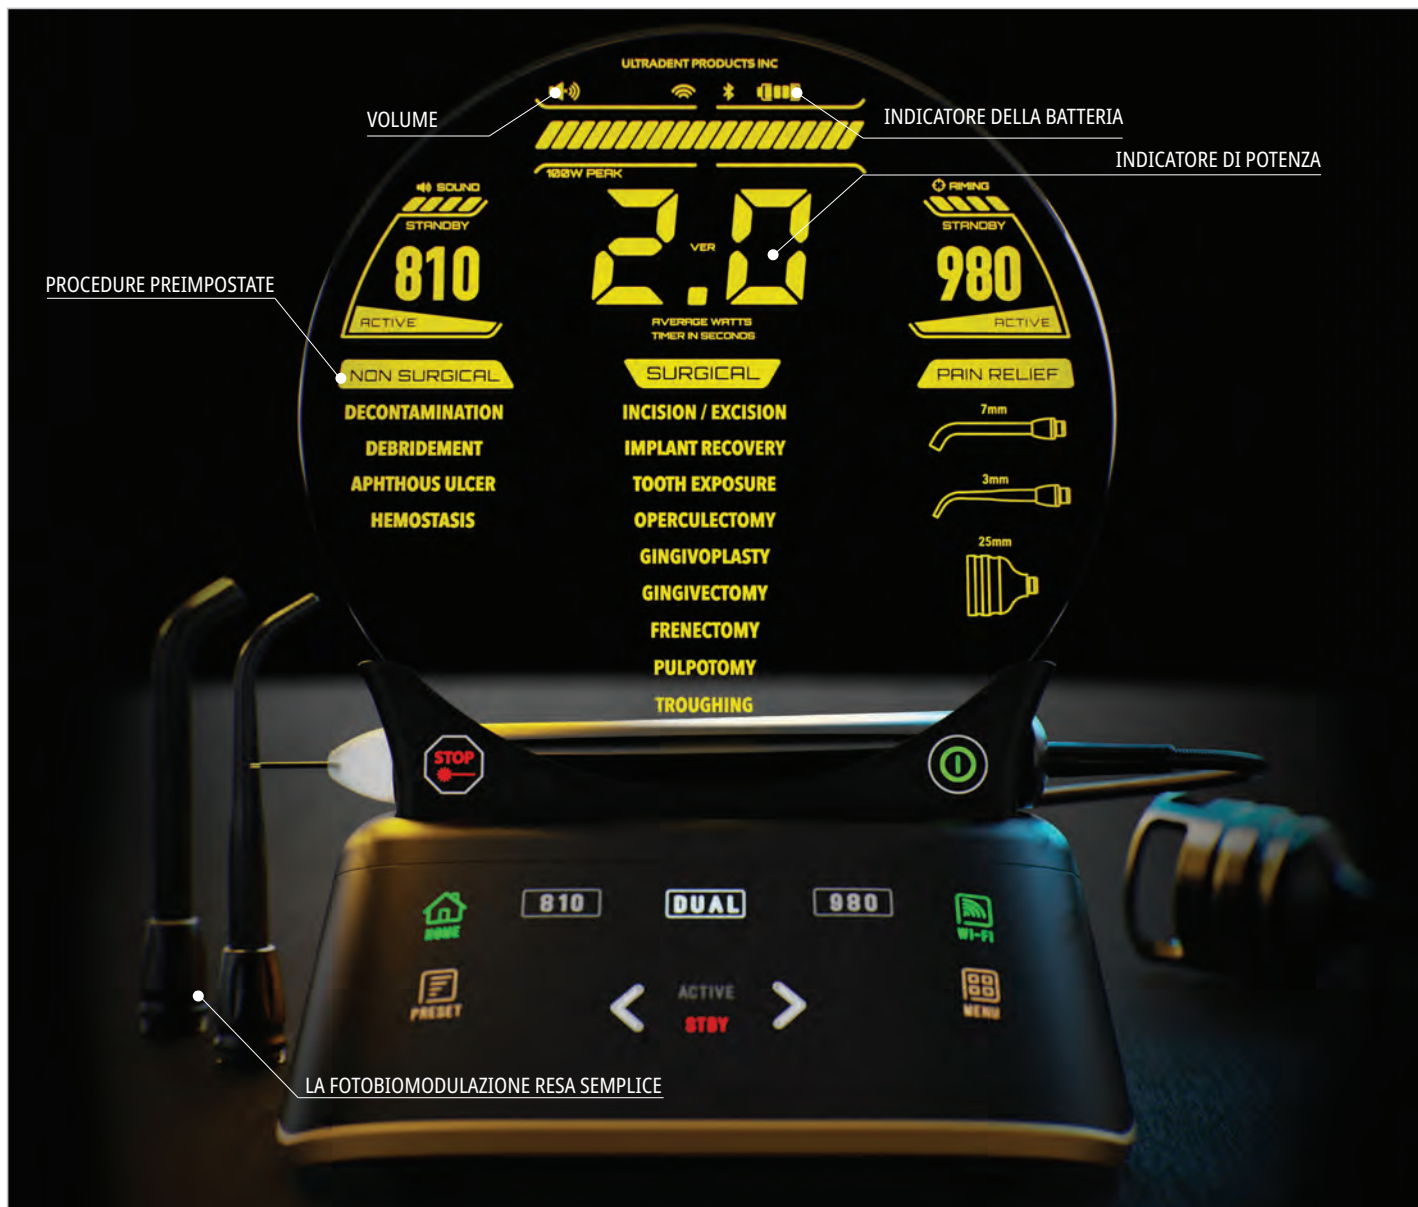 ULTRADENT PRODUCTS INC
VOLUME
INDICATORE DELLA BATTERIA
INDICATORE DI POTENZA
100W PEAK
SOUND
STANDBY
810
ACTIVE
2.0
VER
AVERAGE WATTS
TIMER IN SECONDS
AIMING
STANDBY
980
ACTIVE
PROCEDURE PREIMPOSTATE
NON SURGICAL
DECONTAMINATION
DEBRIDEMENT
APHTHOUS ULCER
HEMOSTASIS
SURGICAL
INCISION / EXCISION
IMPLANT RECOVERY
TOOTH EXPOSURE
OPERCULECTOMY
GINGIVOPLASTY
GINGIVECTOMY
FRENECTOMY
PULPOTOMY
TROUGHING
PAIN RELIEF
7mm
3mm
25mm
STOP
HOME
810
DUAL
980
WI-FI
PRESET
ACTIVE
STBY
MENU
LA FOTOBIOMODULAZIONE RESA SEMPLICE